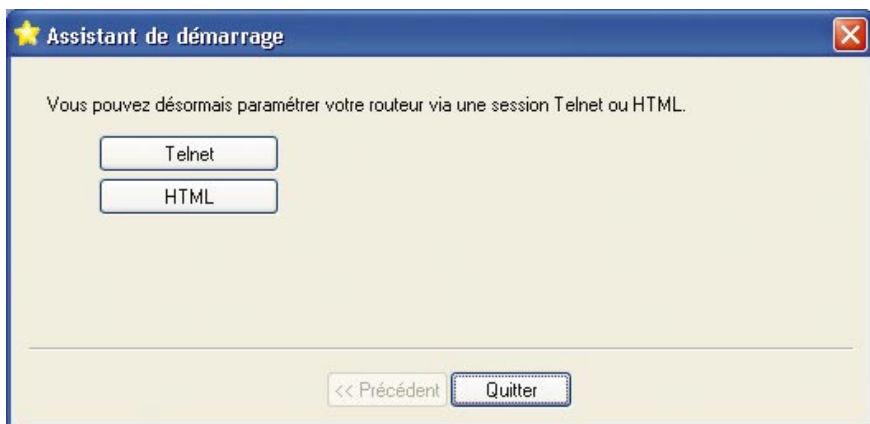 Assistant de démarrage
Vous pouvez désormais paramétrer votre routeur via une session Telnet ou HTML.
Telnet
HTML
<< Précédent
Quitter